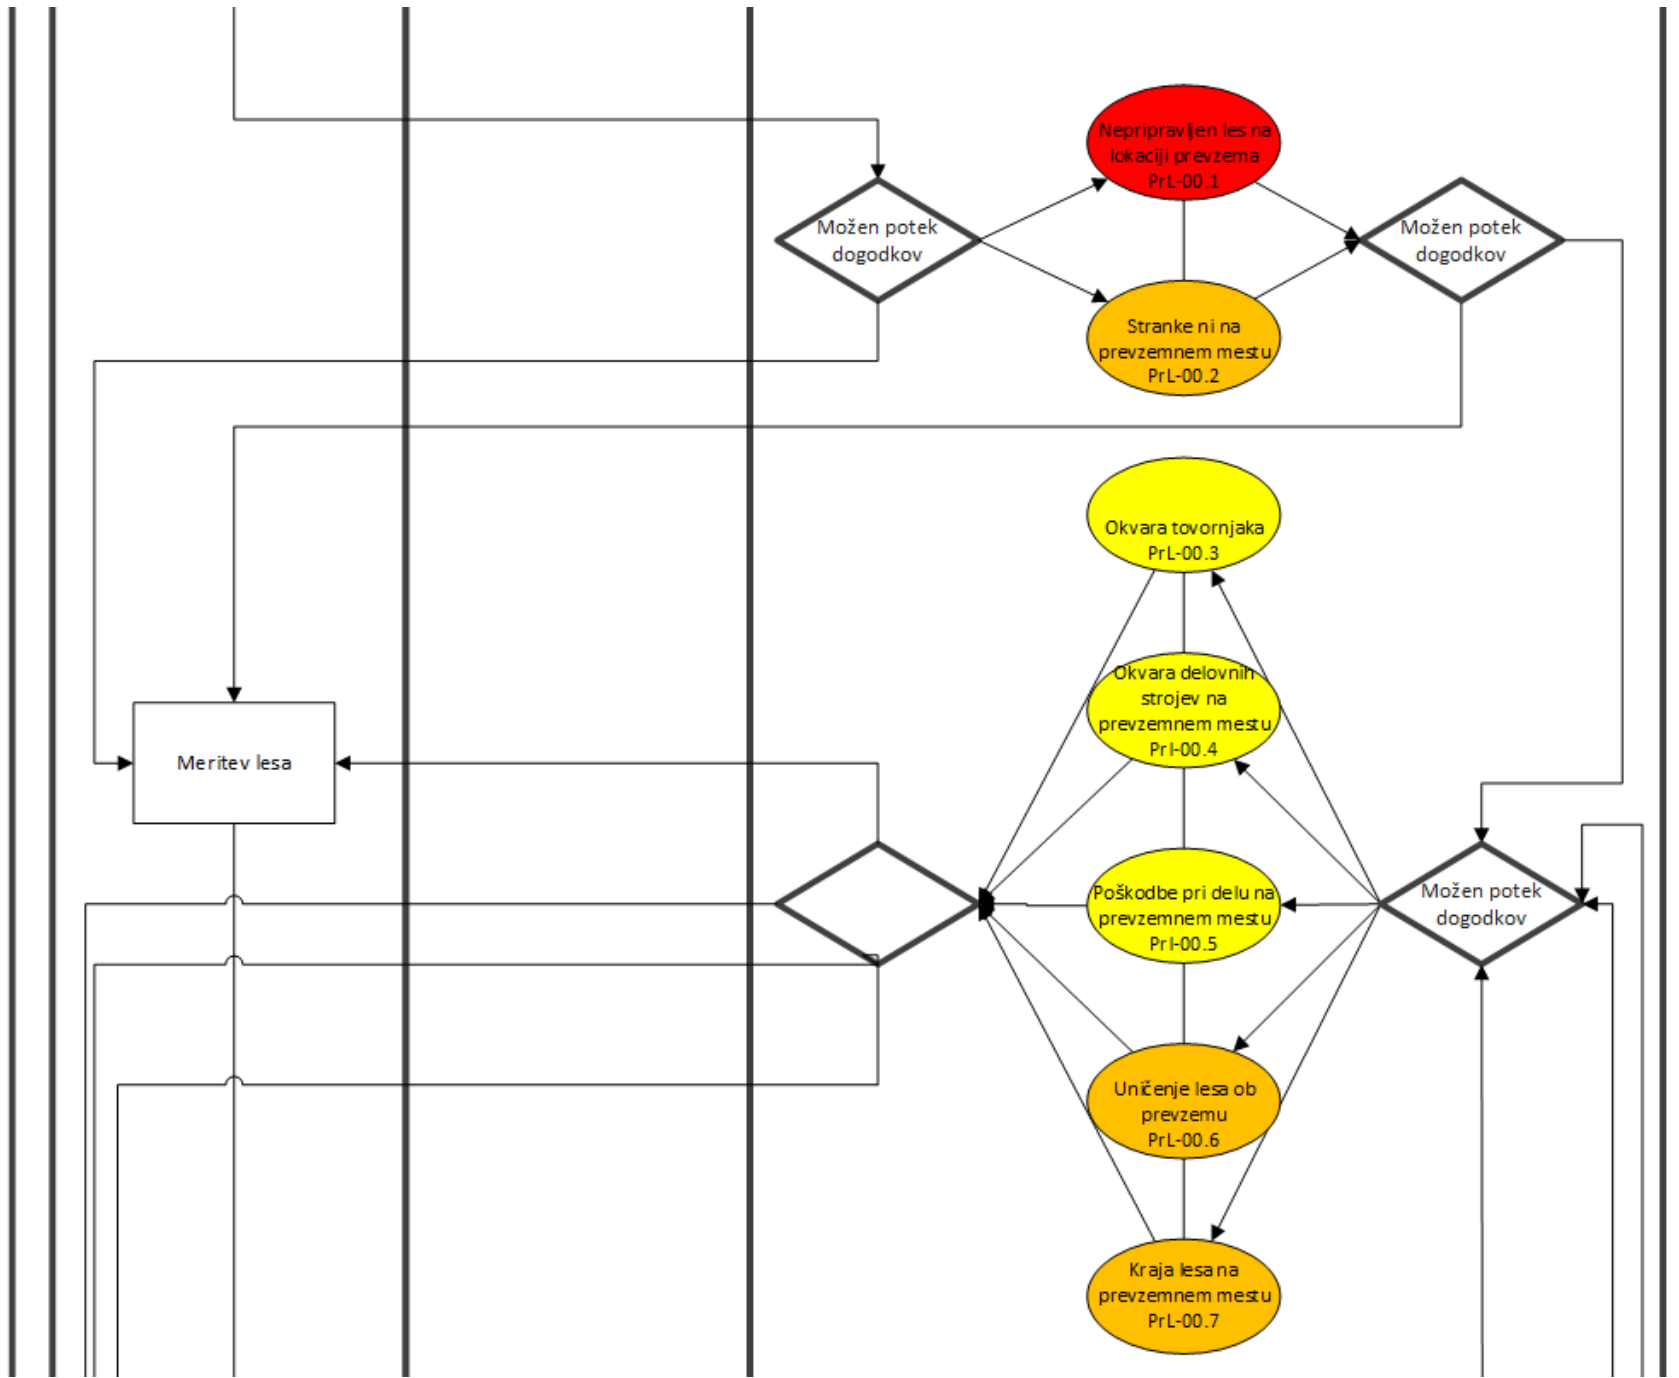 Nepripravljen les na
lokaciji prevzema
PrL-00.1
Možen potek
dogodkov
Možen potek
dogodkov
Stranke ni na
prevzemnem mestu
PrL-00.2
Okvara tovornjaka
PrL-00.3
Okvara delovnih
strojev na
prevzemnem mestu
PrI-00.4
Meritev lesa
Poškodbe pri delu na
prevzemnem mestu
PrI-00.5
Možen potek
dogodkov
Uničenje lesa ob
prevzemu
PrL-00.6
Kraja lesa na
prevzemnem mestu
PrL-00.7